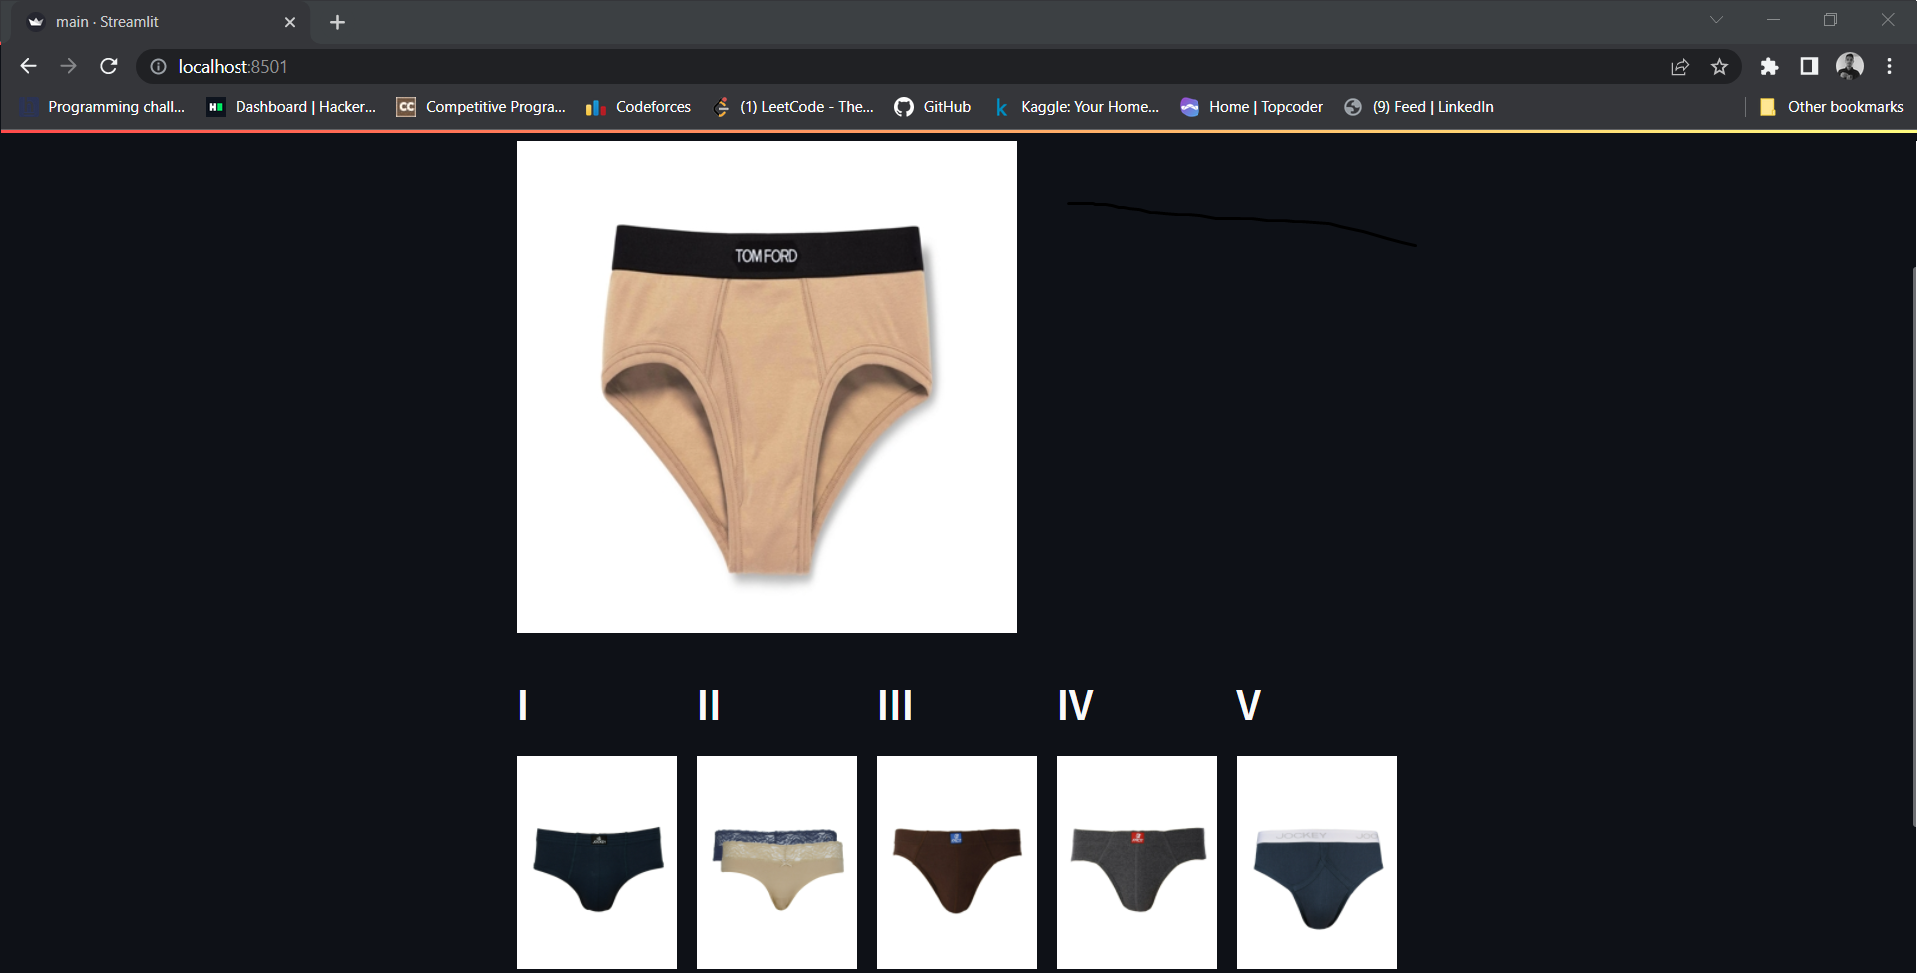 main · Streamlit
localhost:8501
Programming chall...
Dashboard | Hacker...
CC
Competitive Progra...
Codeforces
(1) LeetCode - The...
GitHub
Kaggle: Your Home...
Home | Topcoder
(9) Feed | LinkedIn
Other bookmarks
TOM FORD
I II III IV V
JOCKEY